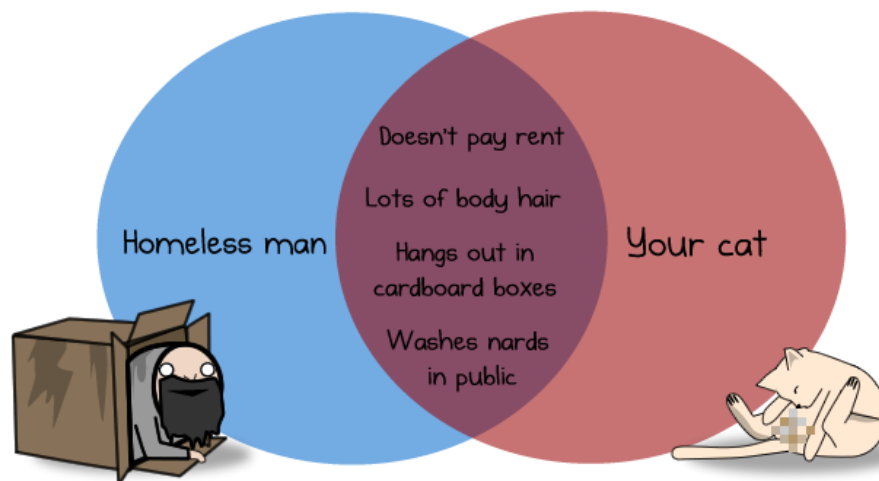 Doesn't pay rent
Lots of body hair
Homeless man
Your cat
Hangs out in
cardboard boxes
Washes nards
in public